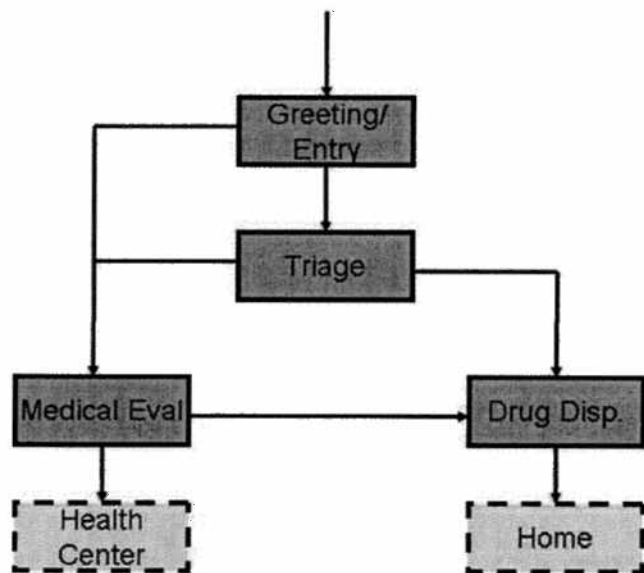 Greeting/
Entry
Triage
Medical Eval
Drug Disp.
Health
Center
Home